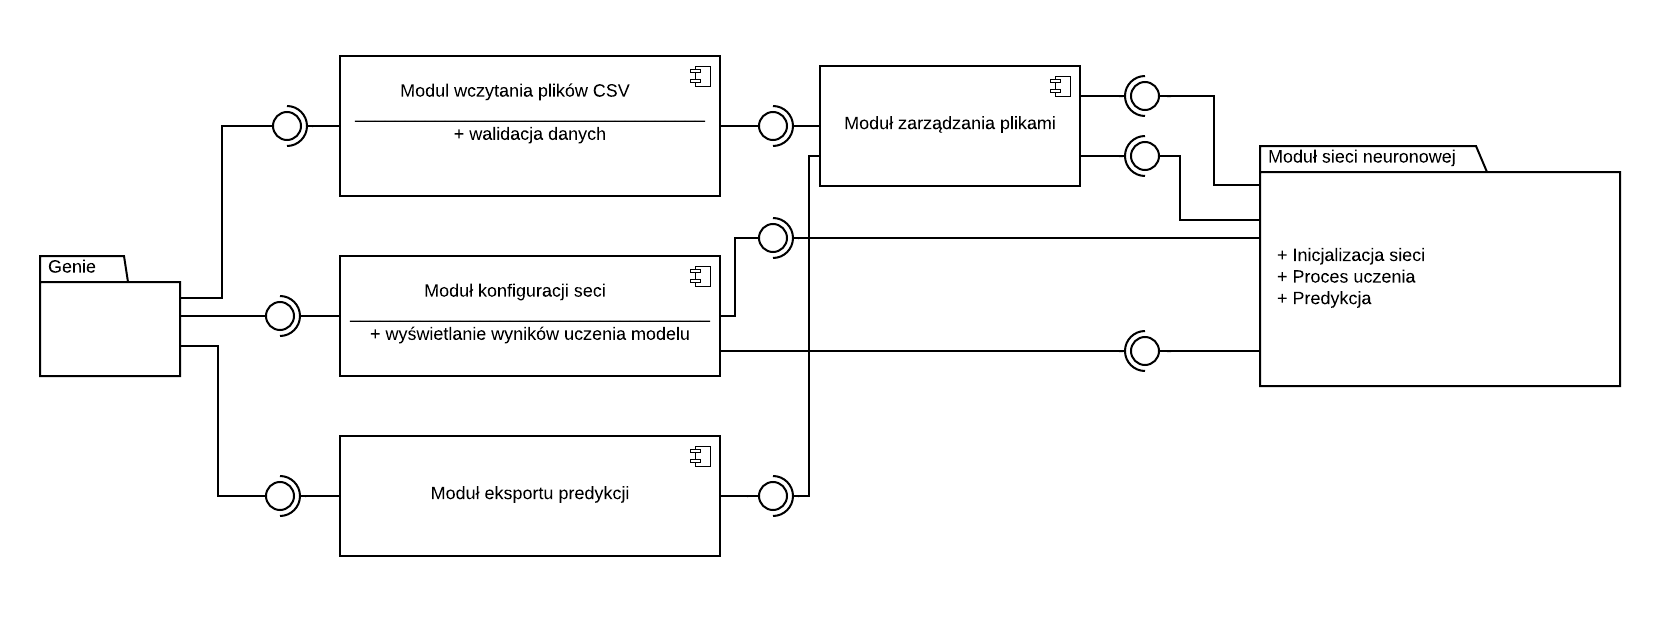 Modul wczytania plików CSV
+ walidacja danych
Moduł zarządzania plikami
Moduł sieci neuronowej
+ Inicjalizacja sieci
+ Proces uczenia
+ Predykcja
Genie
Moduł konfiguracji seci
+ wyświetlanie wyników uczenia modelu
Moduł eksportu predykcji